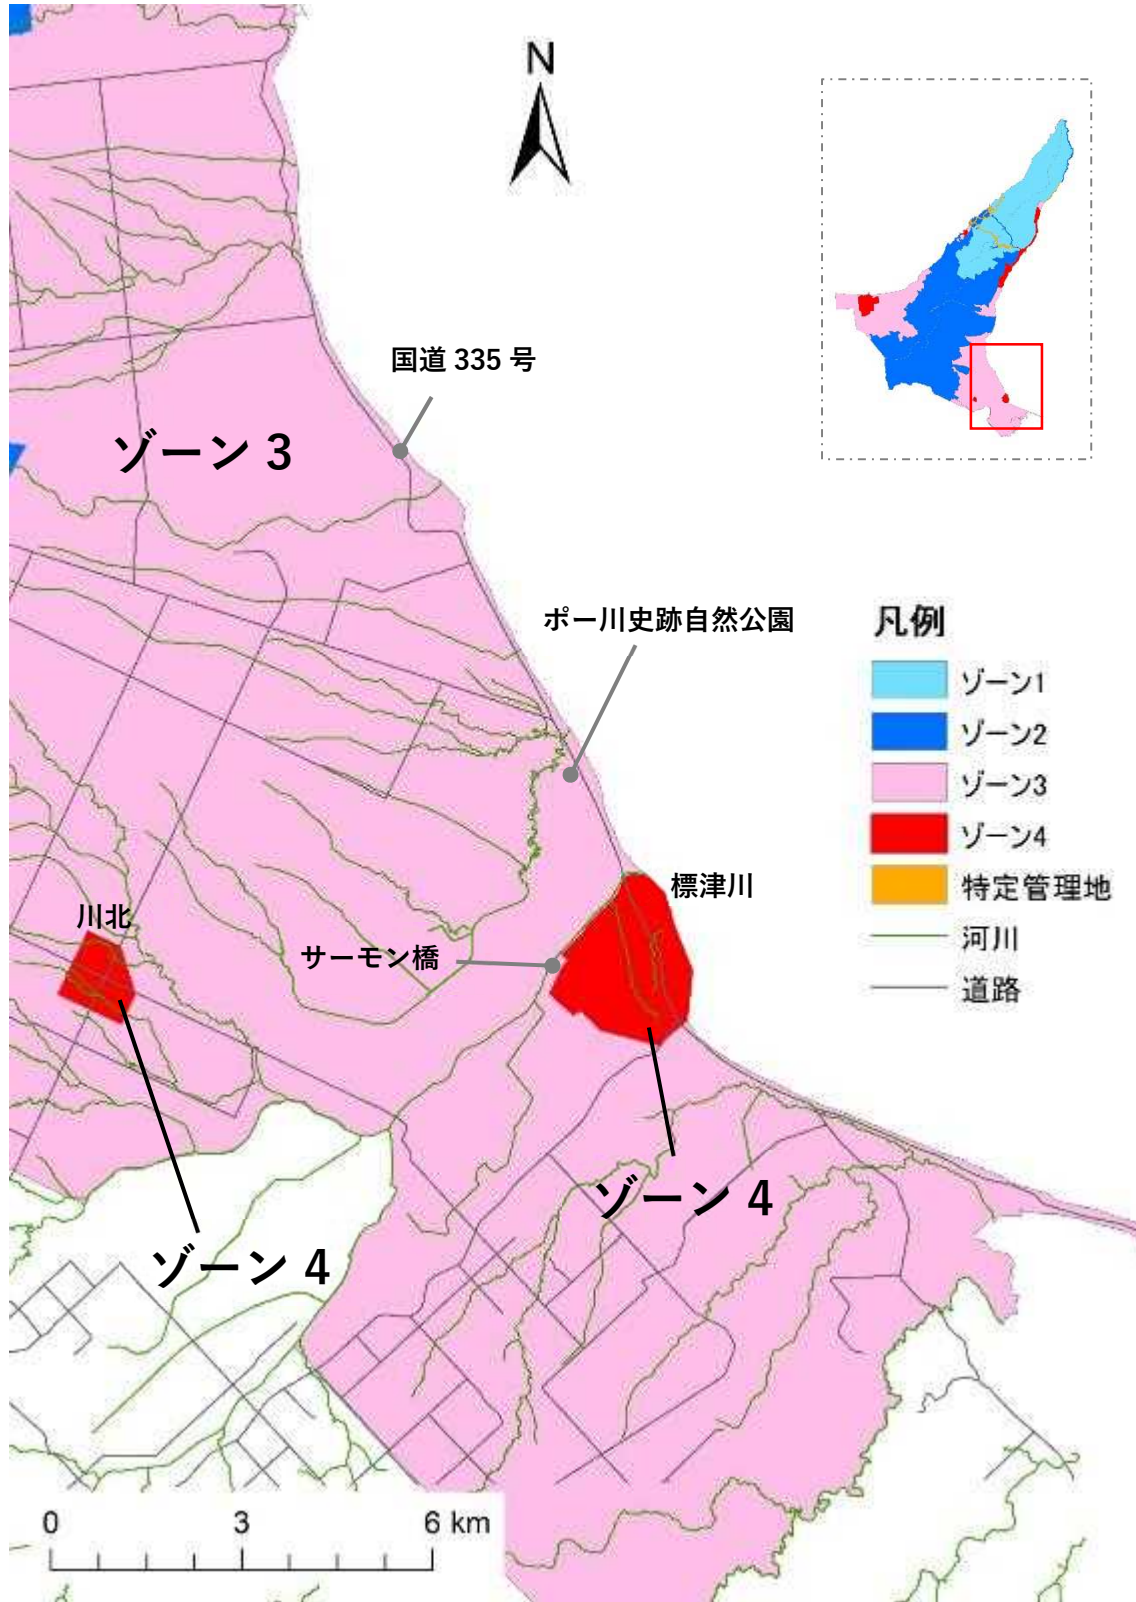 N
国道 335 号
ゾーン 3
ポー川史跡自然公園
凡例
ゾーン1
ゾーン2
ゾーン3
ゾーン4
特定管理地
河川
道路
標津川
川北
サーモン橋
ゾーン 4
ゾーン 4
0 3 6 km